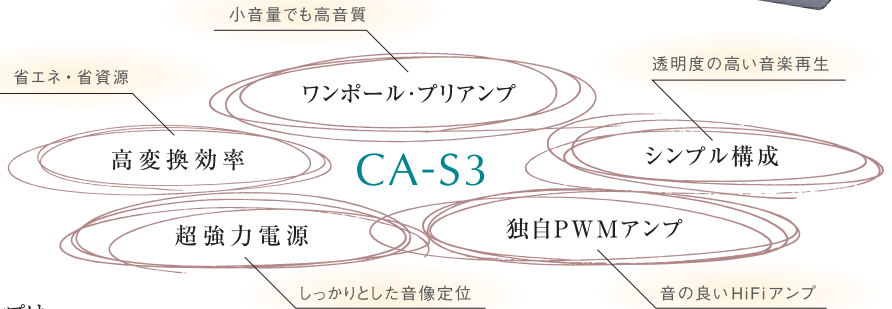 小音量でも高音質
ワンポール・プリアンプ
省エネ・省資源
高変換効率
透明度の高い音楽再生
シンプル構成
CA-S3
超強力電源
しっかりとした音像定位
独自PWMアンプ
音の良いHiFiアンプ